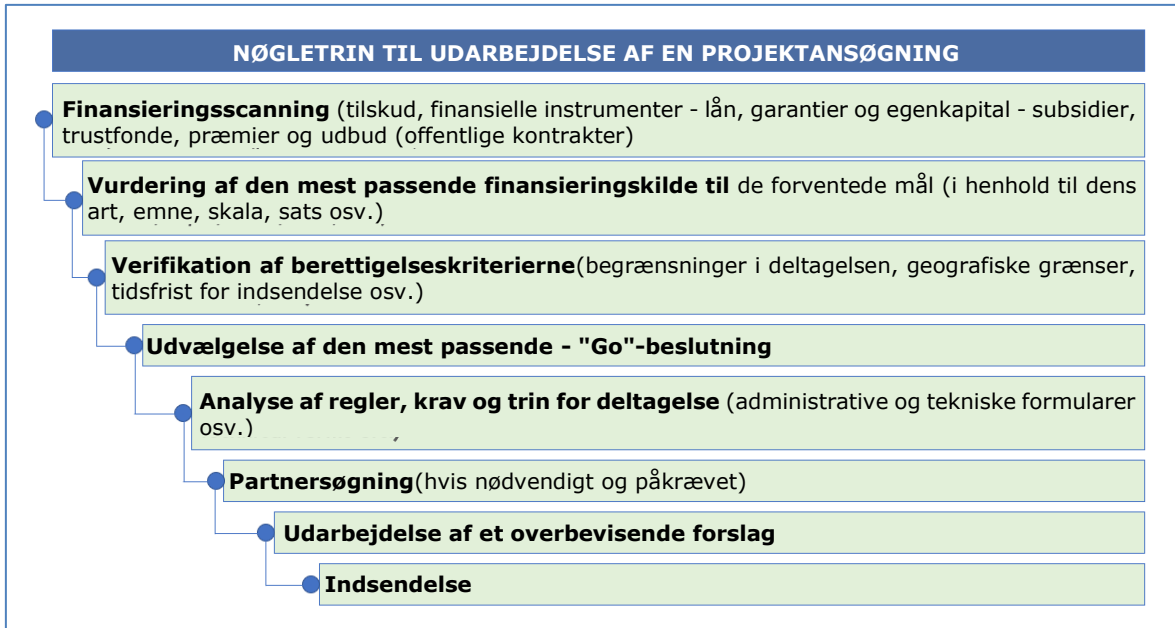 NØGLETRIN TIL UDARBEJDELSE AF EN PROJEKTANSØGNING
Finansieringsscanning (tilskud, finansielle instrumenter - lån, garantier og egenkapital - subsidier,
trustfonde, præmier og udbud (offentlige kontrakter)
Vurdering af den mest passende finansieringskilde til de forventede mål (i henhold til dens
art, emne, skala, sats osv.)
Verifikation af berettigelseskriterierne(begrænsninger i deltagelsen, geografiske grænser,
tidsfrist for indsendelse osv.)
Udvælgelse af den mest passende - "Go"-beslutning
Analyse af regler, krav og trin for deltagelse (administrative og tekniske formularer
osv.)
Partnersøgning(hvis nødvendigt og påkrævet)
Udarbejdelse af et overbevisende forslag
Indsendelse